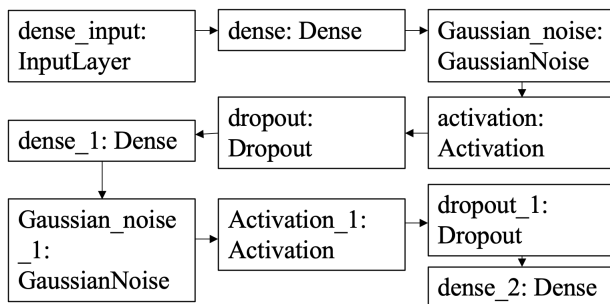 dense_input:
InputLayer
dense: Dense
Gaussian_noise:
GaussianNoise
activation:
Activation
dropout:
Dropout
dense_1: Dense
Gaussian_noise
_1:
GaussianNoise
Activation_1:
Activation
dropout_1:
Dropout
dense_2: Dense